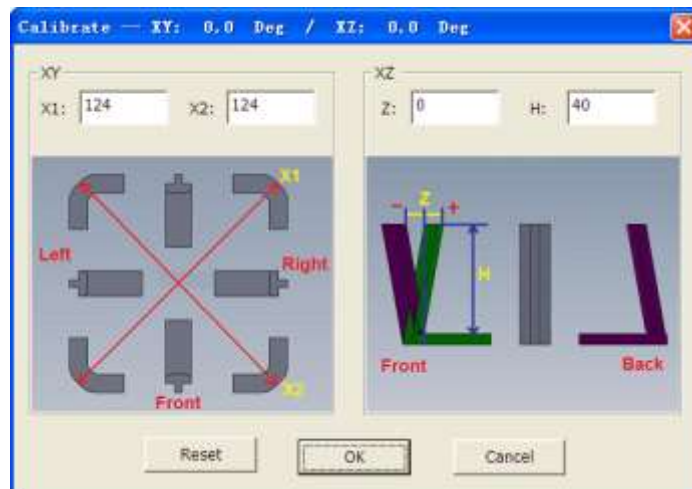 Calibrate -- XY: 0.0 Deg / XZ: 0.0 Deg
XY
X1: 124 X2: 124
XZ
Z: 0 H: 40
X1
Left
Right
X2
Front
- Z +
H
Front
Back
Reset
OK
Cancel